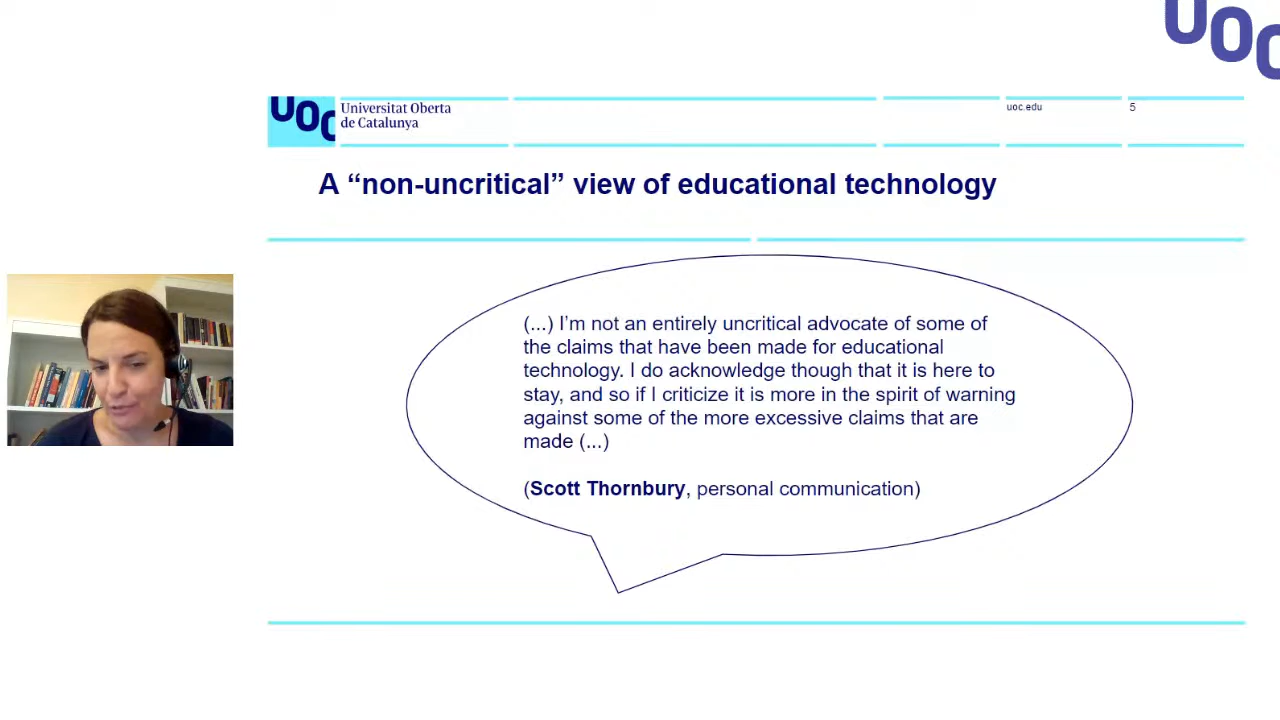 UOC
UOC
Universitat Oberta
de Catalunya
uoc.edu
5
A “non-uncritical” view of educational technology
(...) I’m not an entirely uncritical advocate of some of
the claims that have been made for educational
technology. I do acknowledge though that it is here to
stay, and so if I criticize it is more in the spirit of warning
against some of the more excessive claims that are
made (...)
(Scott Thornbury, personal communication)